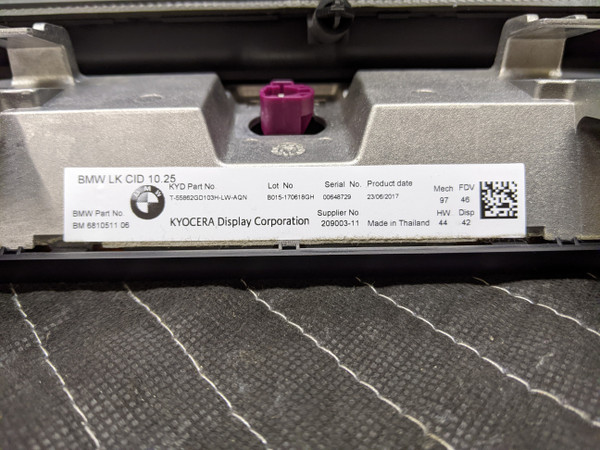 BMW LK CID 10.25
BMW
BMW Part No
BM 6810511 06
KYD Part No
T-55862GD103H-LW-AQN
Lot No
B015-170618GH
Serial No.
00648729
Product date
23/06/2017
KYOCERA Display Corporation
Supplier No
209003-11
Made in Thailand
Mech FDV
97 46
HW Disp
44 42